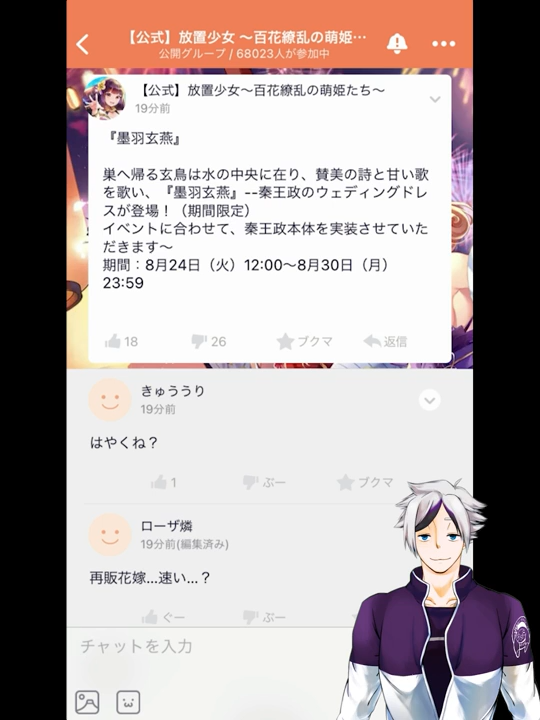 【公式】放置少女 〜百花繚乱の萌姫…
公開グループ / 68023人が参加中
【公式】放置少女〜百花繚乱の萌姫たち〜
19分前
『墨羽玄燕』
巣へ帰る玄鳥は水の中央に在り、賛美の詩と甘い歌
を歌い、『墨羽玄燕』--秦王政のウェディングドレ
スが登場！（期間限定）
イベントに合わせて、秦王政本体を実装させていた
だきます〜
期間：8月24日（火）12:00〜8月30日（月）
23:59
18 26 ブクマ 返信
きゅううり
19分前
はやくね？
1 ぶー ブクマ
ローザ燐
19分前(編集済み)
再販花嫁...速い...？
ぐー ぶー
チャットを入力